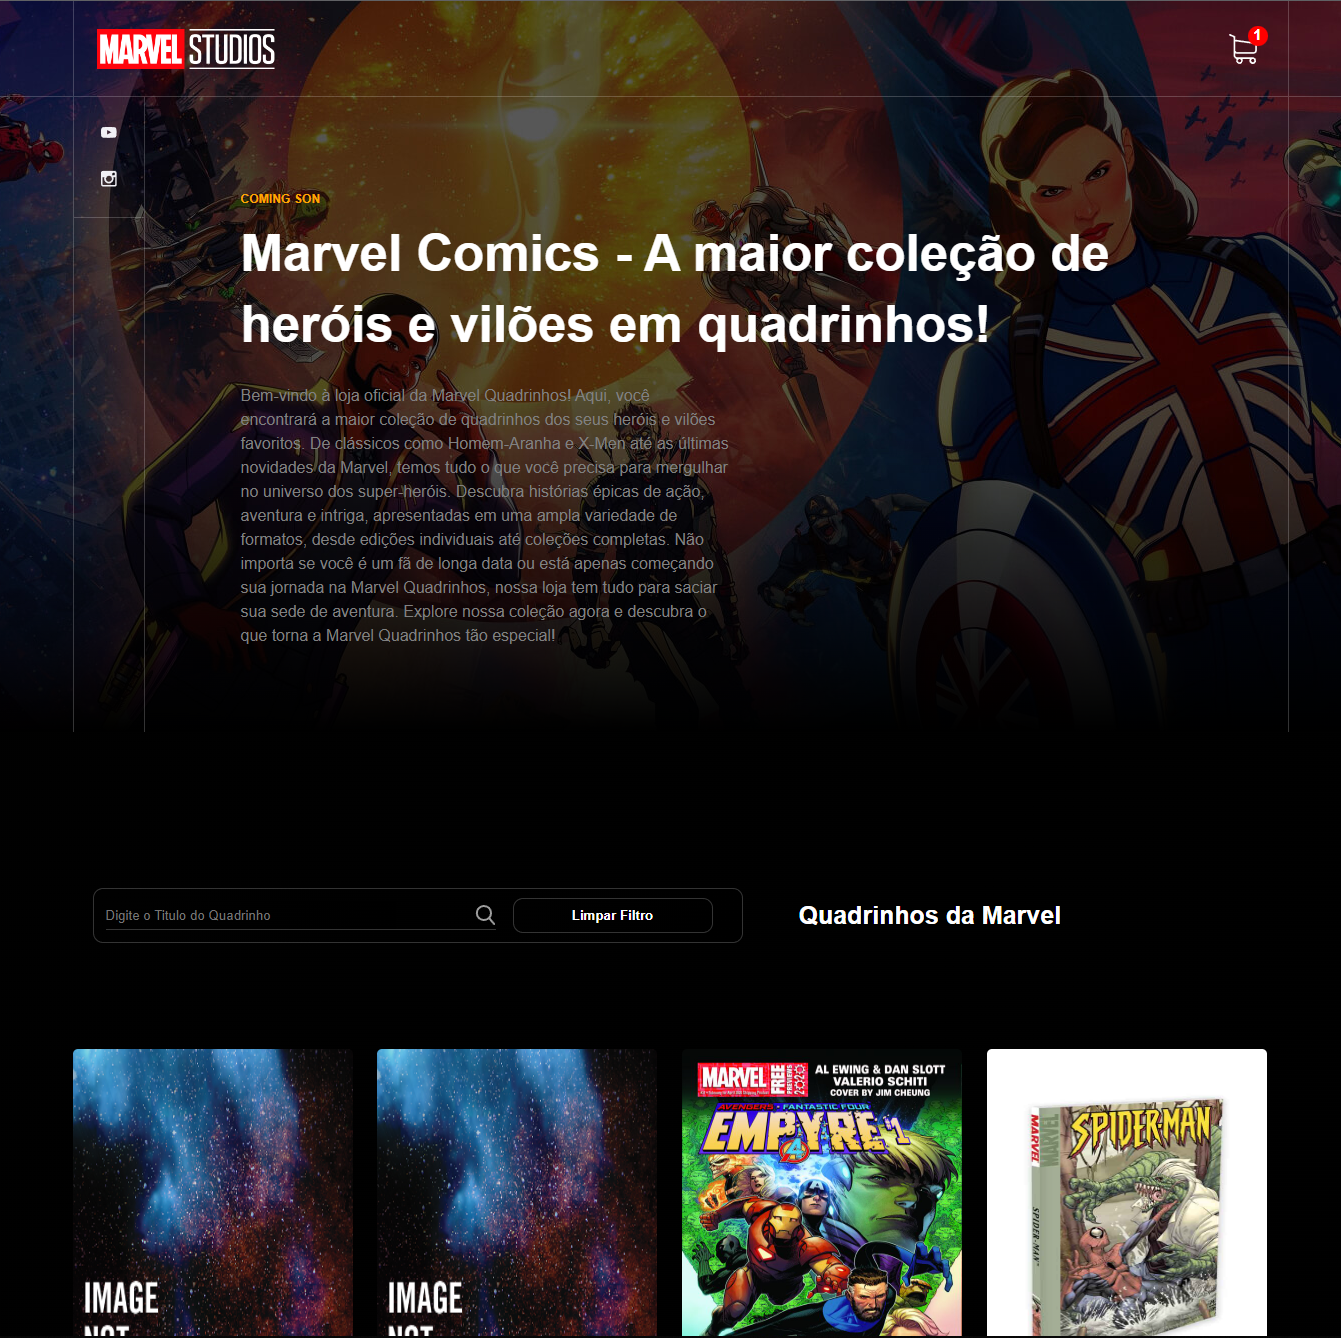 MARVEL STUDIOS
1
COMING SON
Marvel Comics - A maior coleção de
heróis e vilões em quadrinhos!
Bem-vindo à loja oficial da Marvel Quadrinhos! Aqui, você
encontrará a maior coleção de quadrinhos dos seus heróis e vilões
favoritos. De clássicos como Homem-Aranha e X-Men até as últimas
novidades da Marvel, temos tudo o que você precisa para mergulhar
no universo dos super-heróis. Descubra histórias épicas de ação,
aventura e intriga, apresentadas em uma ampla variedade de
formatos, desde edições individuais até coleções completas. Não
importa se você é um fã de longa data ou está apenas começando
sua jornada na Marvel Quadrinhos, nossa loja tem tudo para saciar
sua sede de aventura. Explore nossa coleção agora e descubra o
que torna a Marvel Quadrinhos tão especial!
Digite o Titulo do Quadrinho
Limpar Filtro
Quadrinhos da Marvel
IMAGE
NOT
IMAGE
NOT
MARVEL FREE PREVIEWS 2020
AL EWING & DAN SLOTT
VALERIO SCHITI
COVER BY JIM CHEUNG
AVENGERS • FANTASTIC FOUR
EMPYRE #1
4
MARVEL
MARVEL
SPIDER-MAN
SPIDER-MAN